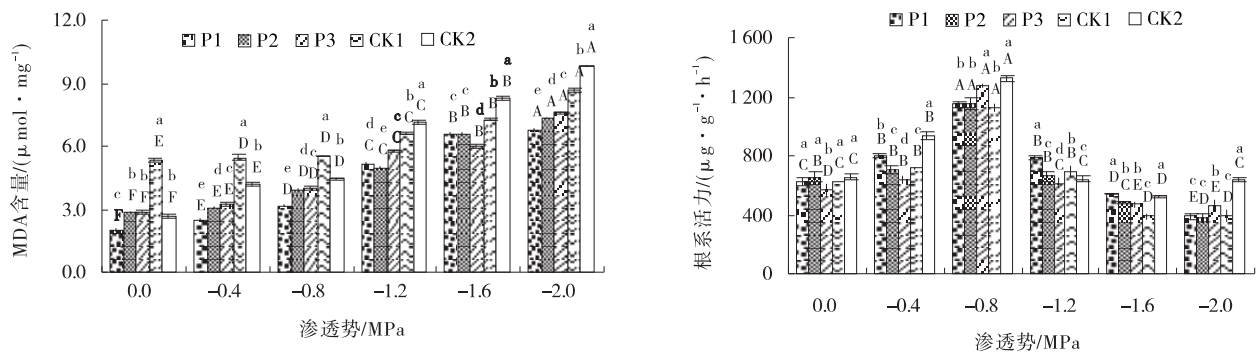 MDA含量/(μmol·mg⁻¹)
12.0
9.0
6.0
3.0
0.0
P1 P2 P3 CK1 CK2
c b b a b
F F F E F
e d c a b
E E E D E
e d c a b
D D D D D
d e c b a
C C C C C
c c d b a
B B B B B
e d c b a
A A A A A
0.0 −0.4 −0.8 −1.2 −1.6 −2.0
渗透势/MPa
根系活力/(μg·g⁻¹·h⁻¹)
1 600
1200
800
400
0
P1 P2 P3 CK1 CK2
a a b a a
C B D C C
b c d c a
B B C B B
b b a b a
A A A A A
a b c b c
B C C B C
a b b c a
D C D D D
c c b c a
E D E D C
0.0 −0.4 −0.8 −1.2 −1.6 −2.0
渗透势/MPa